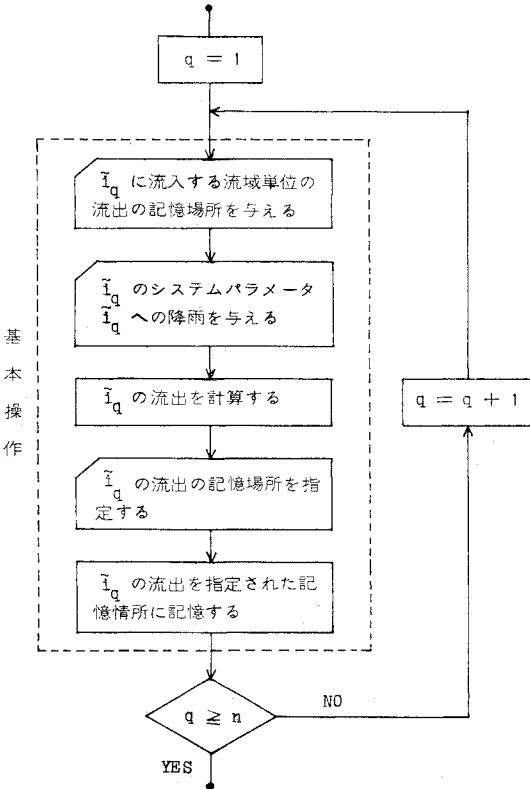 q = 1
ĩq に流入する流域単位の
流出の記憶場所を与える
ĩq のシステムパラメータ
ĩq への降雨を与える
ĩq の流出を計算する
ĩq の流出の記憶場所を指
定する
ĩq の流出を指定された記
憶情所に記憶する
基本操作
q = q + 1
q ≧ n
NO
YES